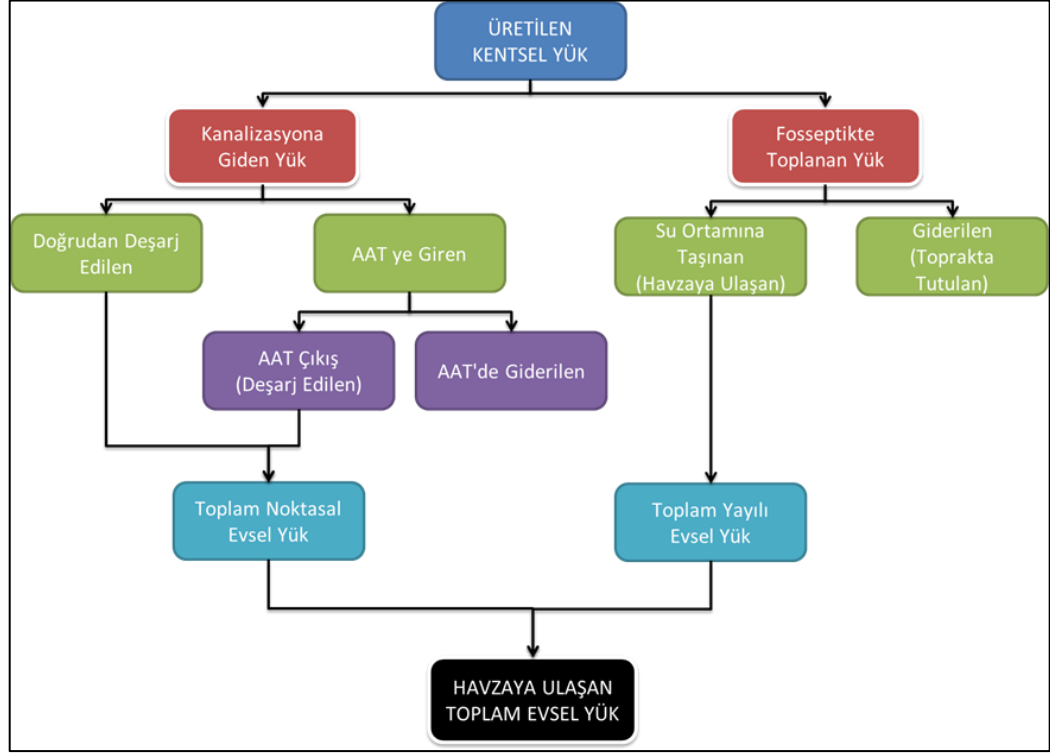 ÜRETİLEN
KENTSEL YÜK
Kanalizasyona
Giden Yük
Fosseptikte
Toplanan Yük
Doğrudan Deşarj
Edilen
AAT ye Giren
Su Ortamına
Taşınan
(Havzaya Ulaşan)
Giderilen
(Toprakta
Tutulan)
AAT Çıkış
(Deşarj Edilen)
AAT'de Giderilen
Toplam Noktasal
Evsel Yük
Toplam Yayılı
Evsel Yük
HAVZAYA ULAŞAN
TOPLAM EVSEL YÜK